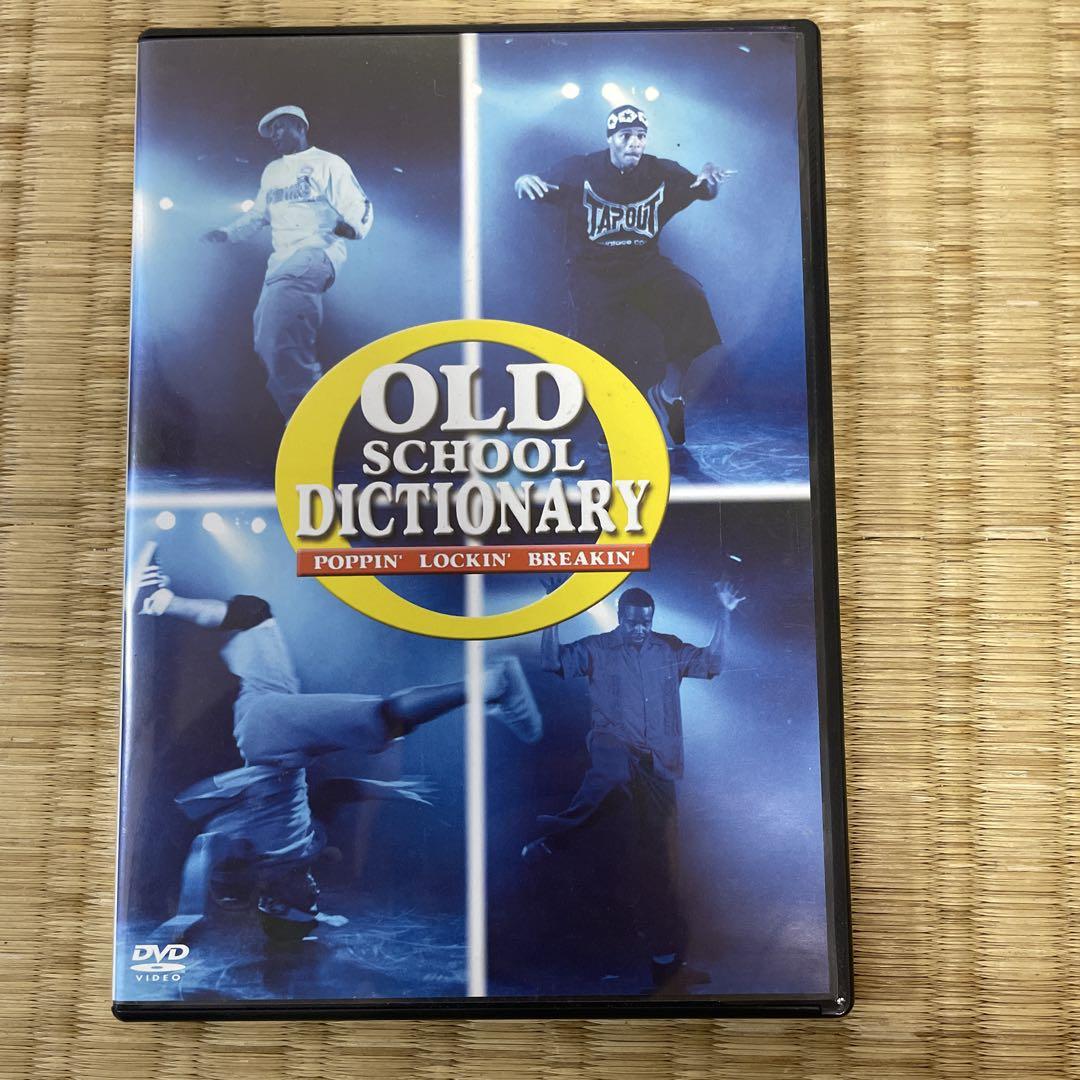 TAPOUT
OLD
SCHOOL
DICTIONARY
POPPIN' LOCKIN' BREAKIN'
DVD
VIDEO